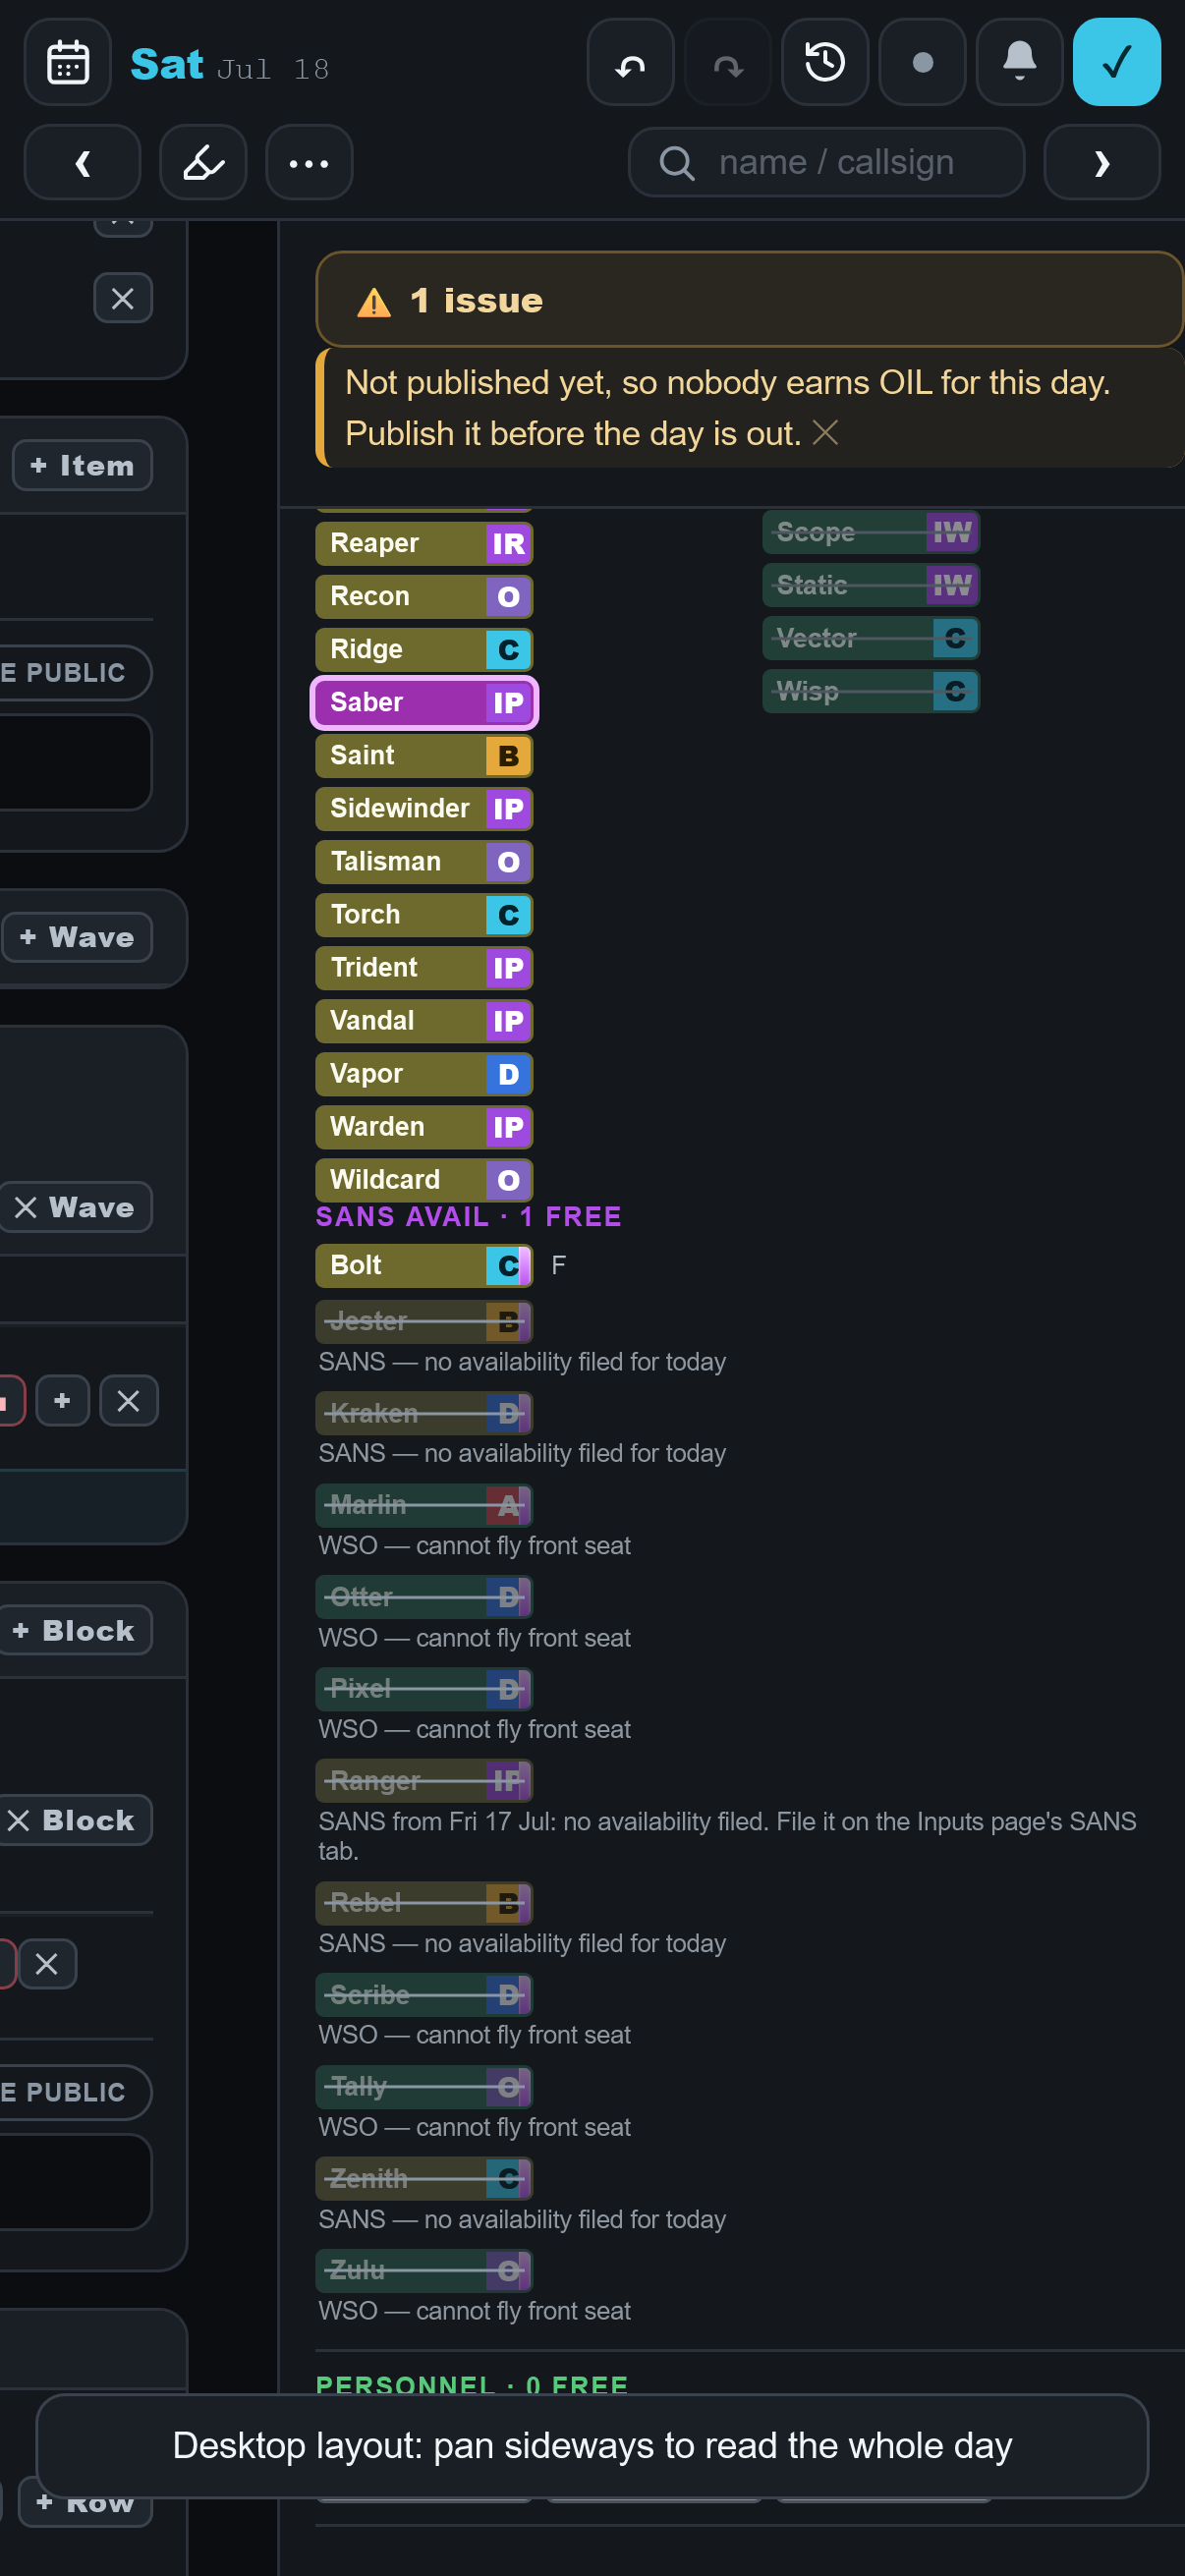 Sat Jul 18
name / callsign
1 issue
Not published yet, so nobody earns OIL for this day.
Publish it before the day is out.
+ Item
E PUBLIC
+ Wave
Wave
+ Block
Block
E PUBLIC
+ Row
Reaper IR
Recon O
Ridge C
Saber IP
Saint B
Sidewinder IP
Talisman O
Torch C
Trident IP
Vandal IP
Vapor D
Warden IP
Wildcard O
Scope IW
Static IW
Vector C
Wisp C
SANS AVAIL · 1 FREE
Bolt C F
Jester B
SANS — no availability filed for today
Kraken D
SANS — no availability filed for today
Marlin A
WSO — cannot fly front seat
Otter D
WSO — cannot fly front seat
Pixel D
WSO — cannot fly front seat
Ranger IP
SANS from Fri 17 Jul: no availability filed. File it on the Inputs page's SANS
tab.
Rebel B
SANS — no availability filed for today
Scribe D
WSO — cannot fly front seat
Tally O
WSO — cannot fly front seat
Zenith C
SANS — no availability filed for today
Zulu O
WSO — cannot fly front seat
PERSONNEL · 0 FREE
Desktop layout: pan sideways to read the whole day